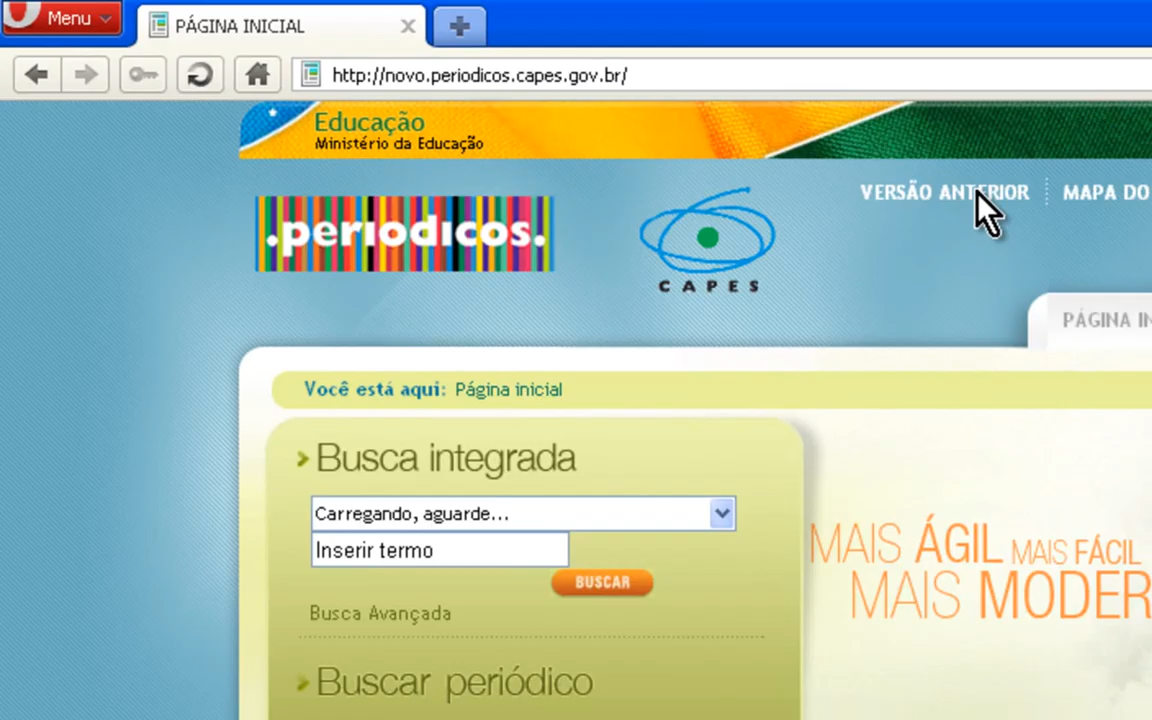 Menu
PÁGINA INICIAL
http://novo.periodicos.capes.gov.br/
Educação
Ministério da Educação
VERSÃO ANTERIOR
MAPA DO
.periodicos.
CAPES
PÁGINA IN
Você está aqui: Página inicial
Busca integrada
Carregando, aguarde...
Inserir termo
BUSCAR
Busca Avançada
MAIS ÁGIL MAIS FÁCIL
MAIS MODER
Buscar periódico